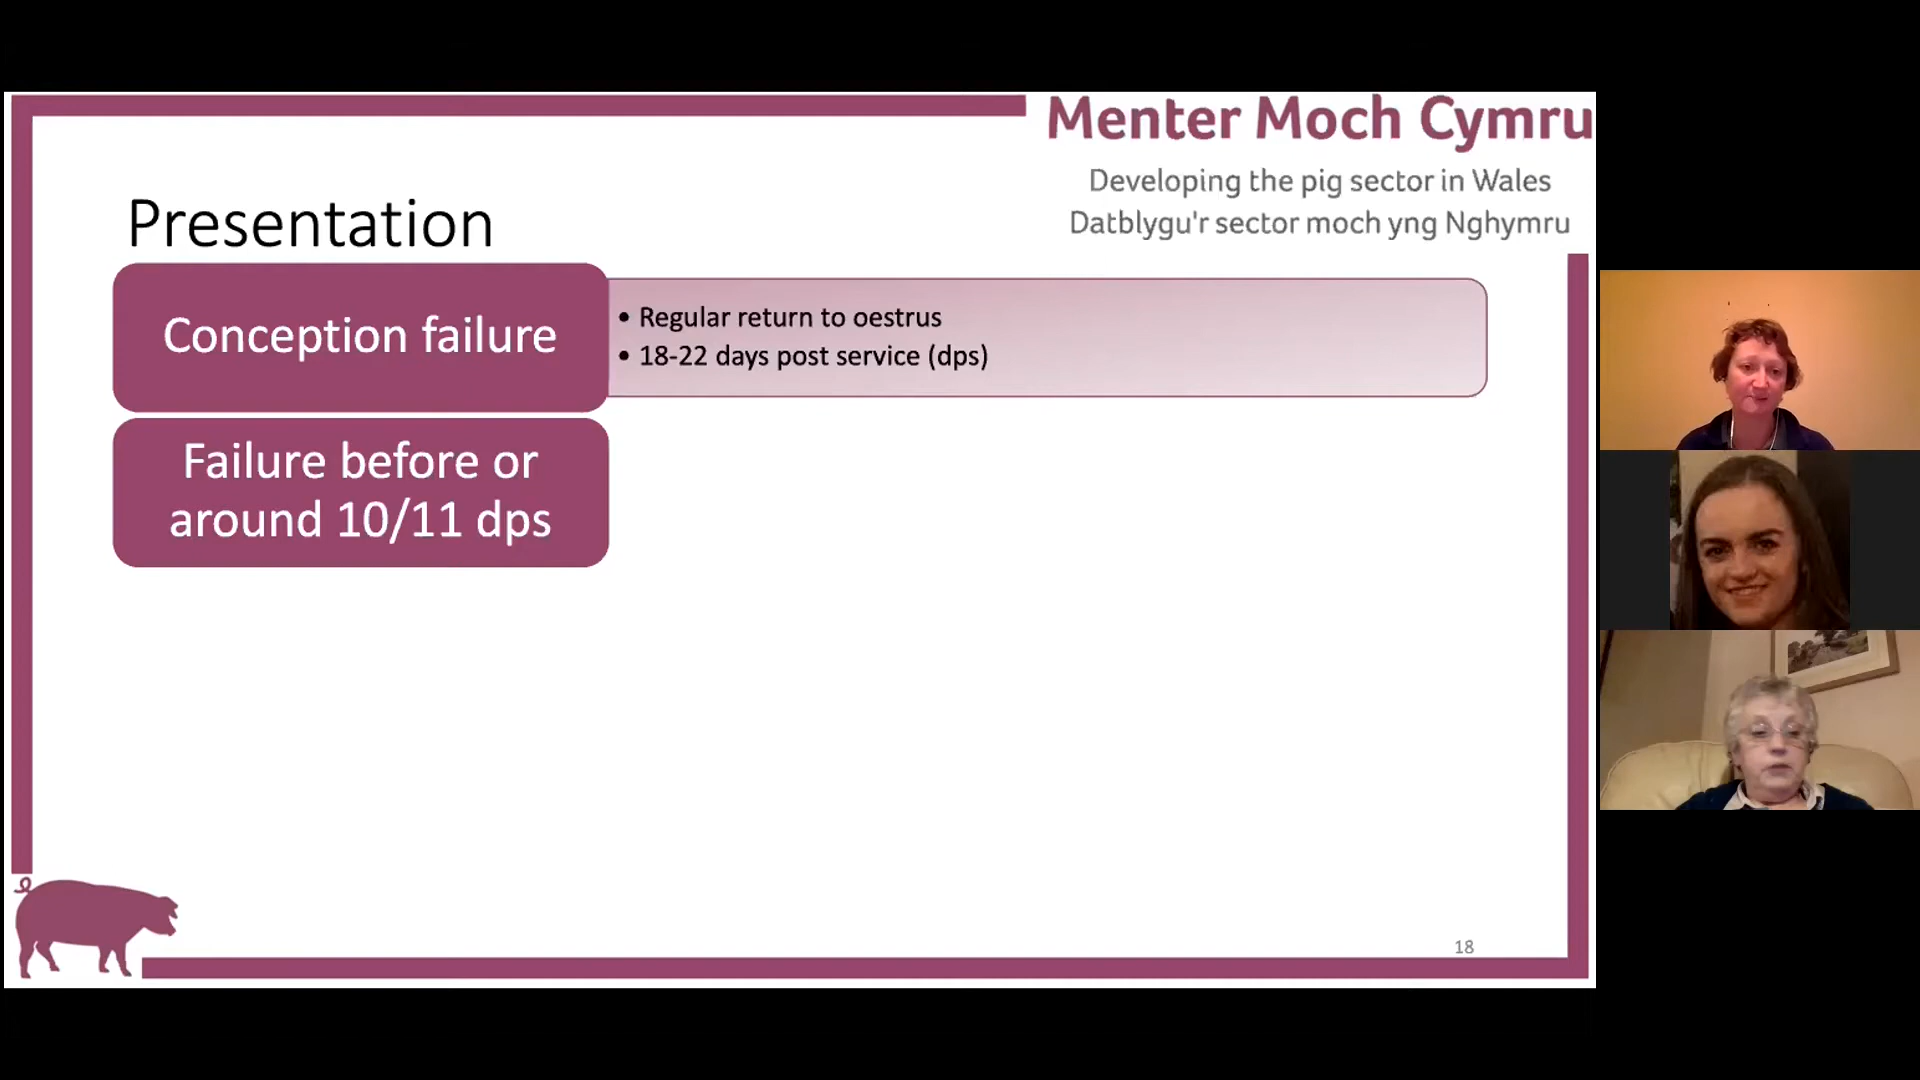 Menter Moch Cymru
Developing the pig sector in Wales
Datblygu'r sector moch yng Nghymru
Presentation
Conception failure
• Regular return to oestrus
• 18-22 days post service (dps)
Failure before or
around 10/11 dps
18